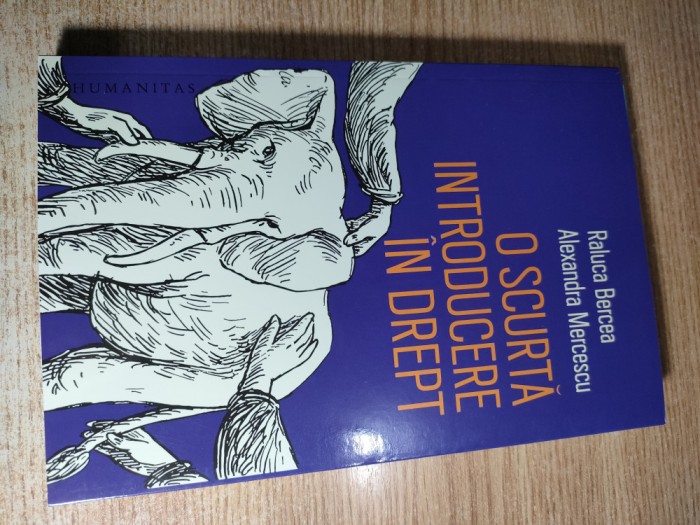 Raluca Bercea
Alexandra Mercescu
O SCURTĂ
INTRODUCERE
ÎN DREPT
HUMANITAS